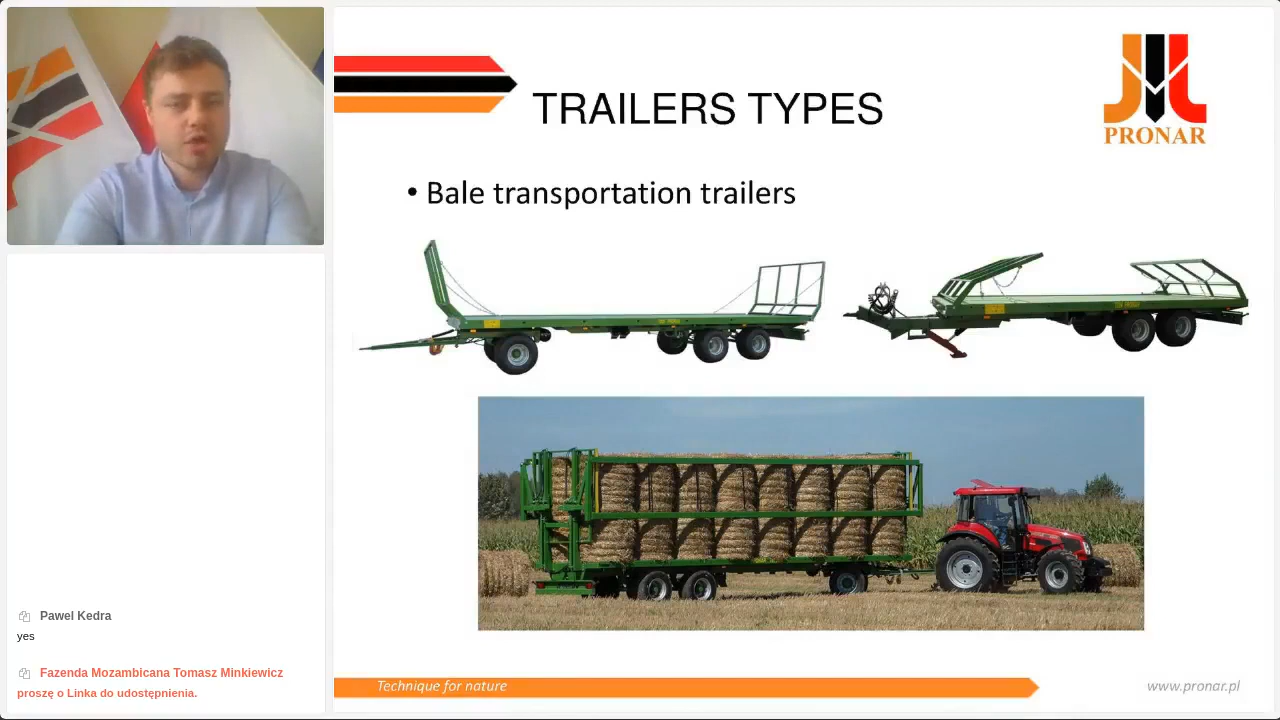 TRAILERS TYPES
PRONAR
• Bale transportation trailers
Pawel Kedra
yes
Fazenda Mozambicana Tomasz Minkiewicz
proszę o Linka do udostępnienia.
Technique for nature
www.pronar.pl